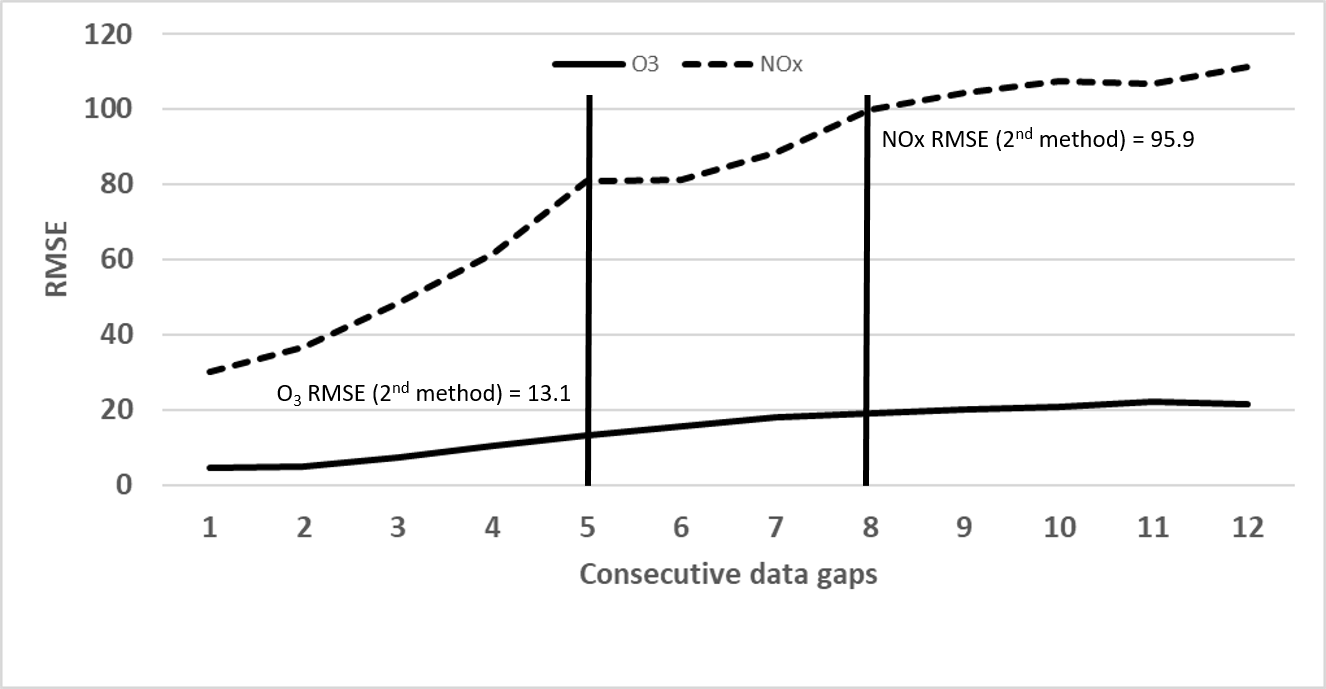 120
O3 NOx
100
NOx RMSE (2nd method) = 95.9
80
RMSE
60
40
O3 RMSE (2nd method) = 13.1
20
0
1 2 3 4 5 6 7 8 9 10 11 12
Consecutive data gaps